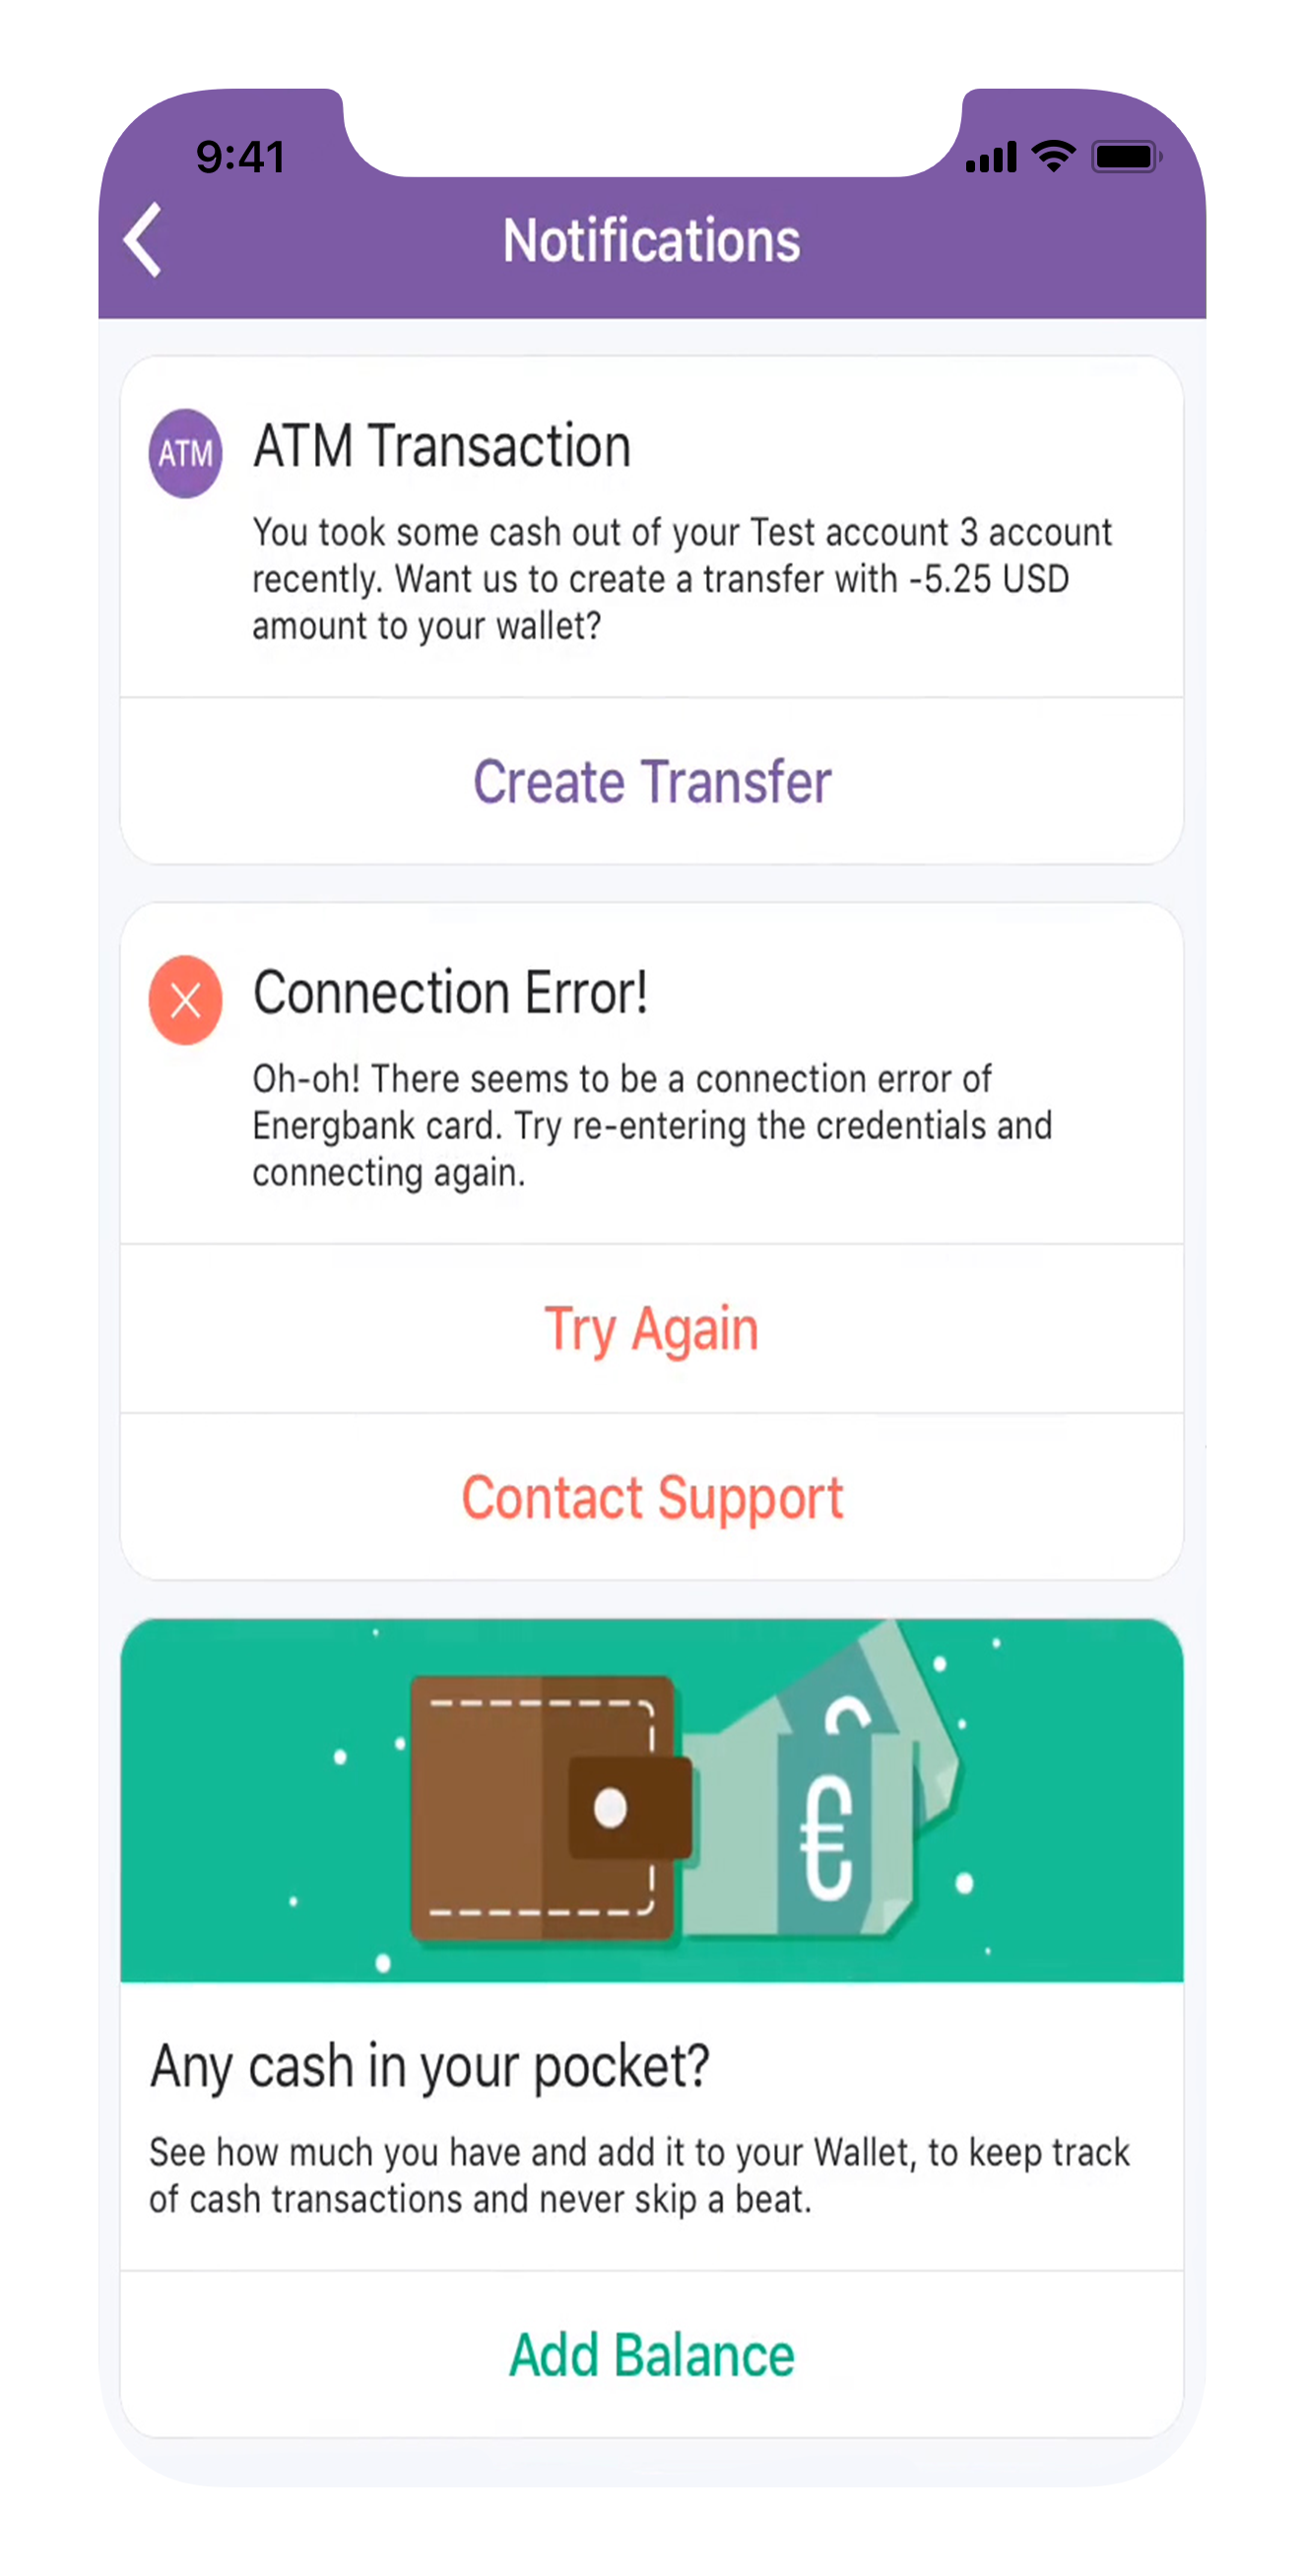 9:41
Notifications
ATM
ATM Transaction
You took some cash out of your Test account 3 account
recently. Want us to create a transfer with -5.25 USD
amount to your wallet?
Create Transfer
Connection Error!
Oh-oh! There seems to be a connection error of
Energbank card. Try re-entering the credentials and
connecting again.
Try Again
Contact Support
€
Any cash in your pocket?
See how much you have and add it to your Wallet, to keep track
of cash transactions and never skip a beat.
Add Balance